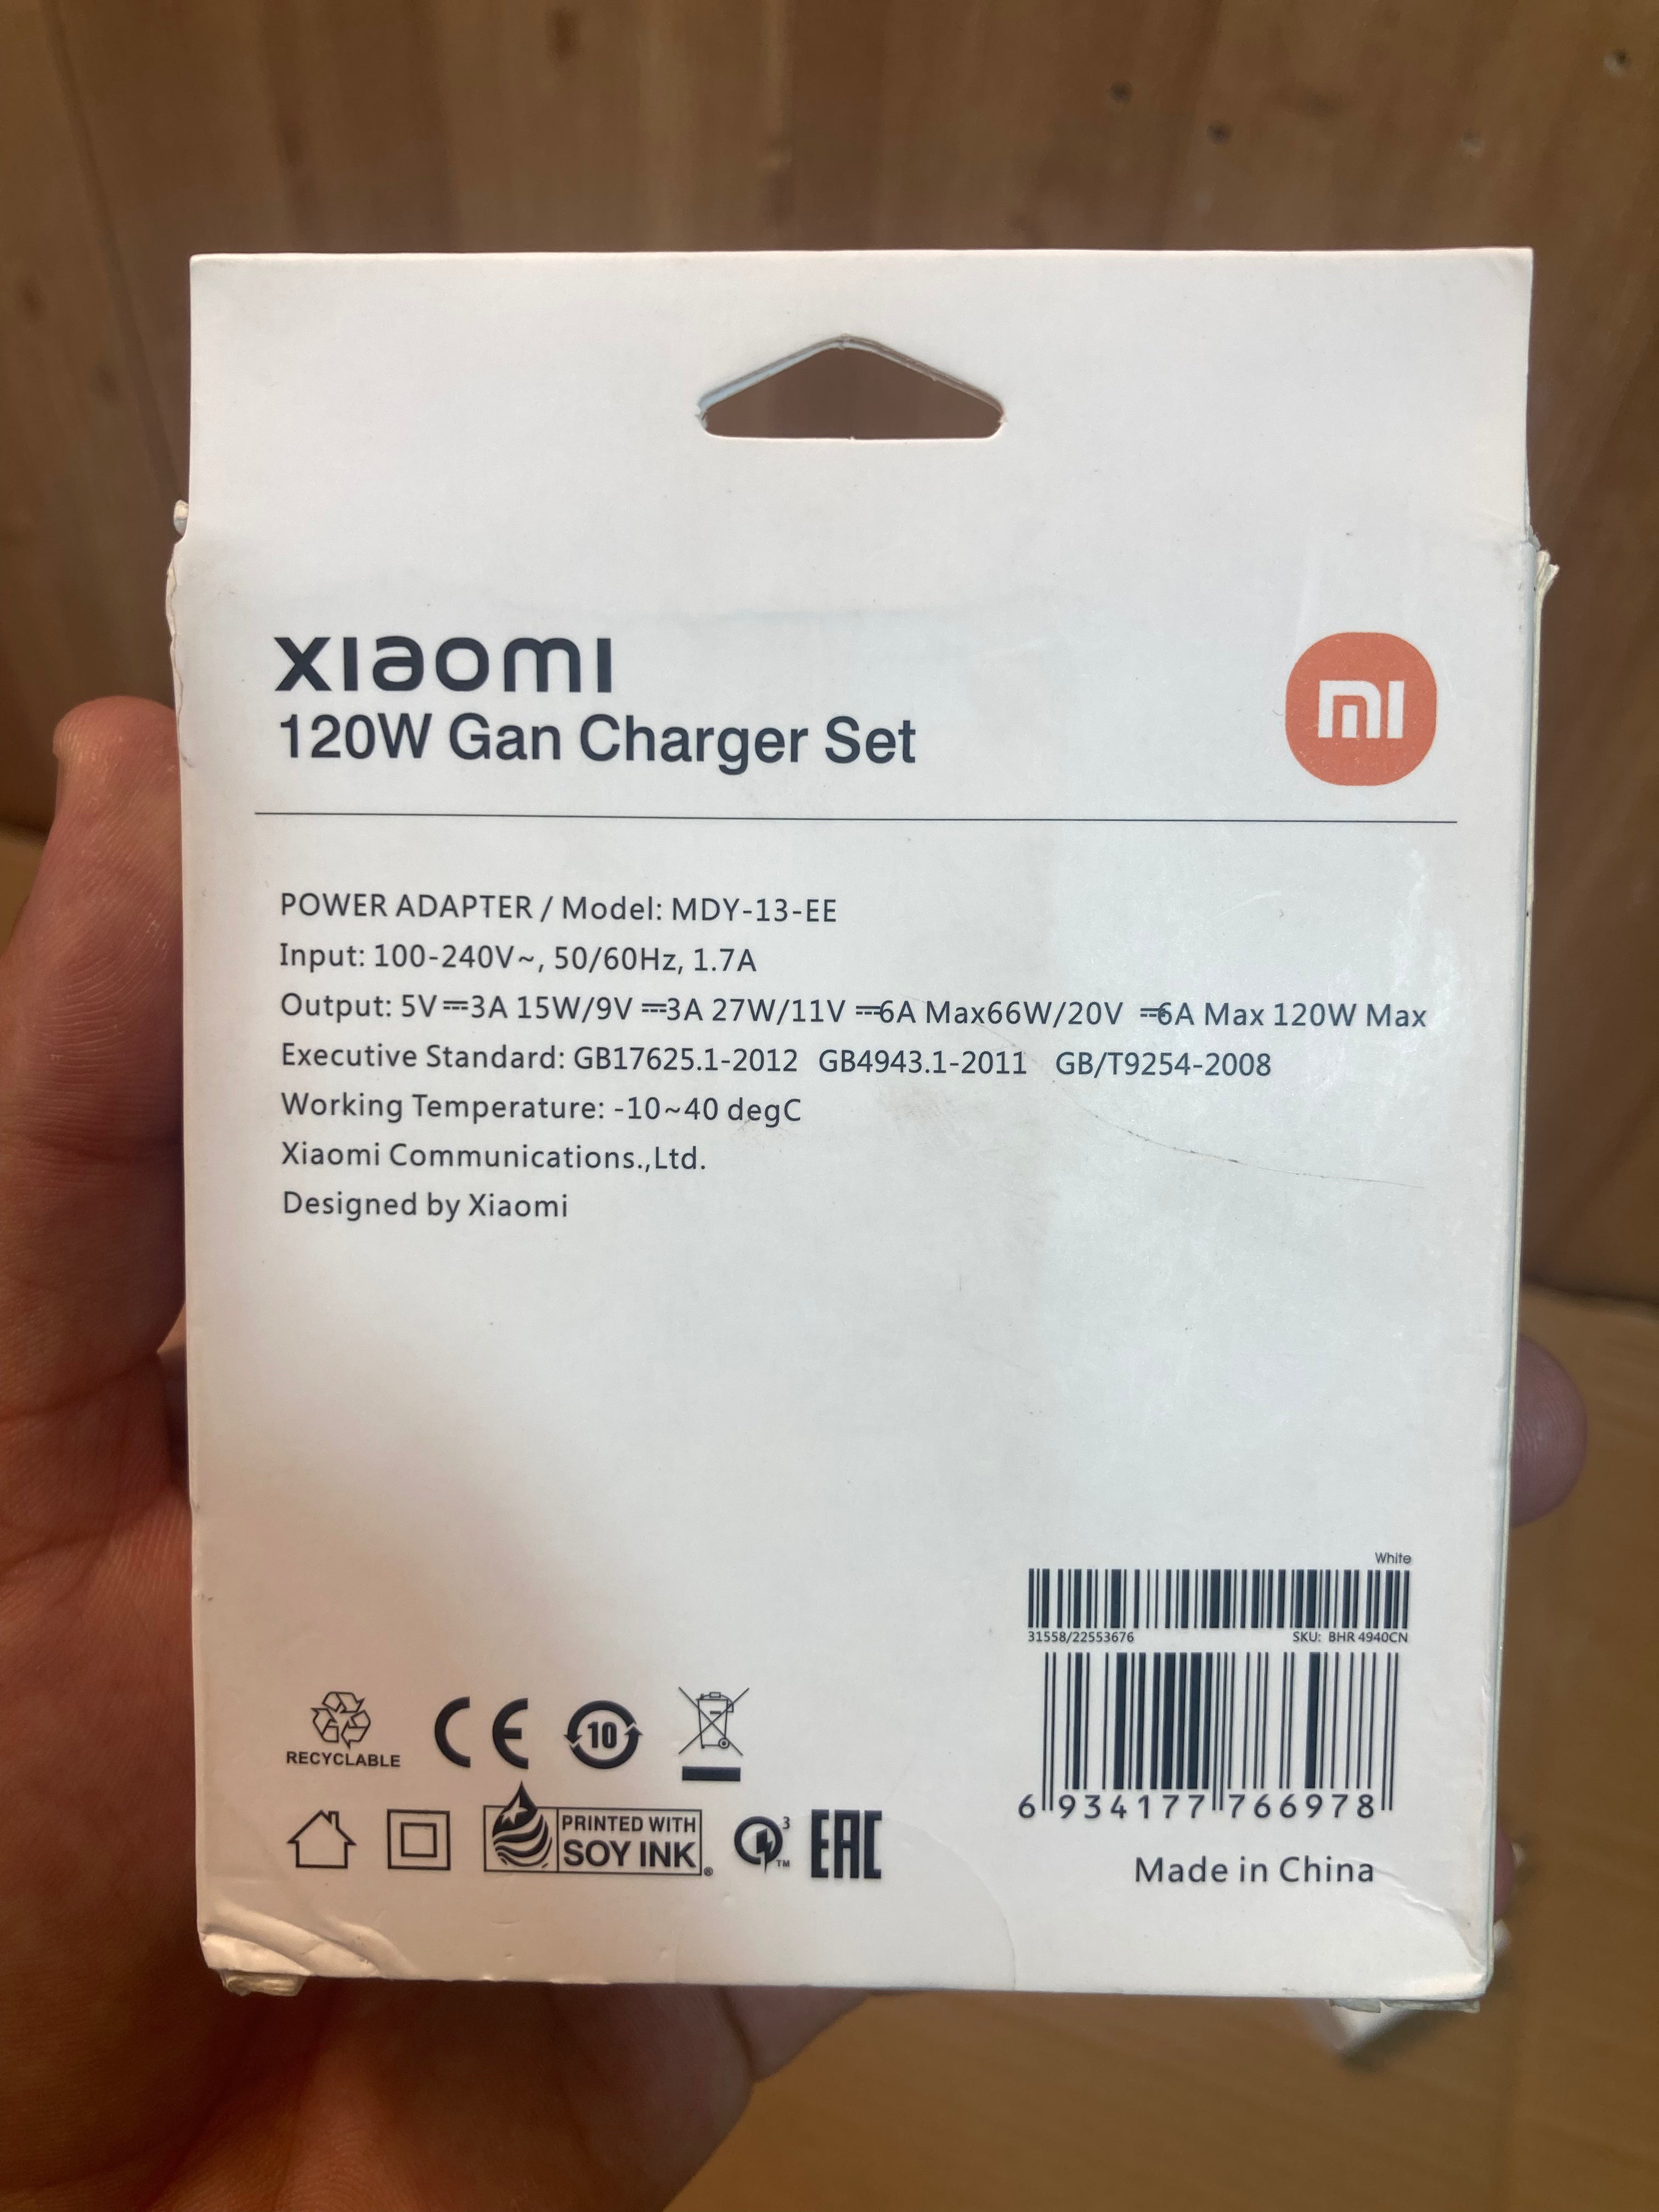 xiaomi
120W Gan Charger Set
mi
POWER ADAPTER / Model: MDY-13-EE
Input: 100-240V~, 50/60Hz, 1.7A
Output: 5V⎓3A 15W/9V ⎓3A 27W/11V ⎓6A Max66W/20V ⎓6A Max 120W Max
Executive Standard: GB17625.1-2012 GB4943.1-2011 GB/T9254-2008
Working Temperature: -10~40 degC
Xiaomi Communications.,Ltd.
Designed by Xiaomi
White
31558/22553676 SKU: BHR 4940CN
6 934177 766978
Made in China
RECYCLABLE
CE
10
PRINTED WITH
SOY INK®
3
TM
EAC